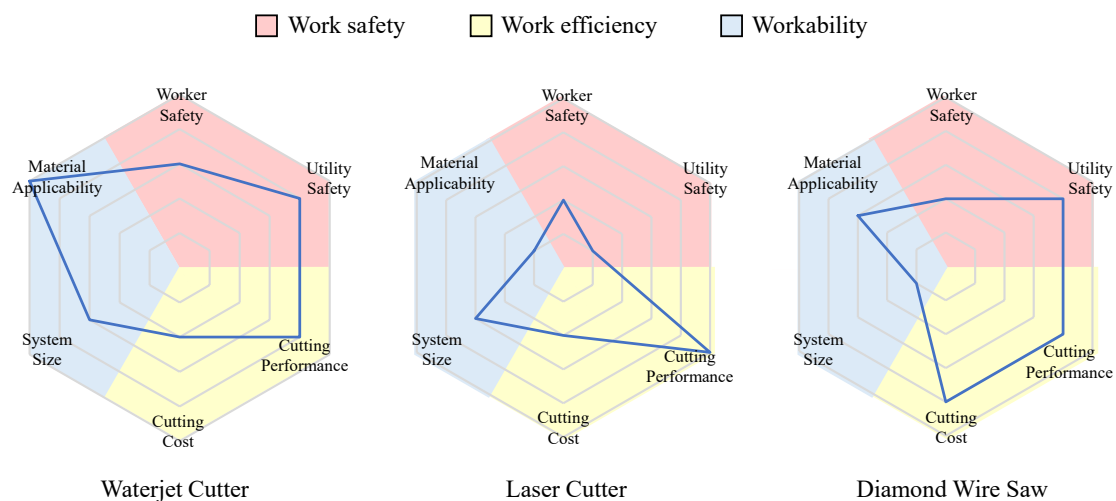 Work safety
Work efficiency
Workability
Worker
Safety
Utility
Safety
Cutting
Performance
Cutting
Cost
System
Size
Material
Applicability
Waterjet Cutter
Worker
Safety
Utility
Safety
Cutting
Performance
Cutting
Cost
System
Size
Material
Applicability
Laser Cutter
Worker
Safety
Utility
Safety
Cutting
Performance
Cutting
Cost
System
Size
Material
Applicability
Diamond Wire Saw